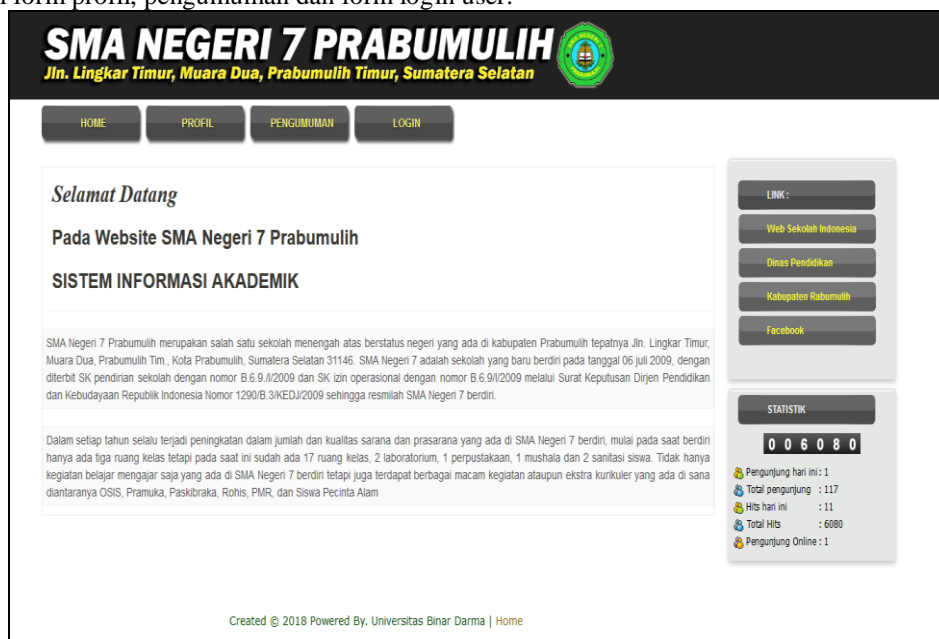 form profil, pengumuman dan form login user.
SMA NEGERI 7 PRABUMULIH
Jln. Lingkar Timur, Muara Dua, Prabumulih Timur, Sumatera Selatan
HOME PROFIL PENGUMUMAN LOGIN
Selamat Datang
Pada Website SMA Negeri 7 Prabumulih
SISTEM INFORMASI AKADEMIK
SMA Negeri 7 Prabumulih merupakan salah satu sekolah menengah atas berstatus negeri yang ada di kabupaten Prabumulih tepatnya Jln. Lingkar Timur,
Muara Dua, Prabumulih Tim., Kota Prabumulih, Sumatera Selatan 31146. SMA Negeri 7 adalah sekolah yang baru berdiri pada tanggal 06 juli 2009, dengan
diterbit SK pendirian sekolah dengan nomor B.6.9./I/2009 dan SK izin operasional dengan nomor B.6.9/I/2009 melalui Surat Keputusan Dirjen Pendidikan
dan Kebudayaan Republik Indonesia Nomor 1290/B.3/KEDJ/2009 sehingga resmilah SMA Negeri 7 berdiri.
Dalam setiap tahun selalu terjadi peningkatan dalam jumlah dan kualitas sarana dan prasarana yang ada di SMA Negeri 7 berdiri, mulai pada saat berdiri
hanya ada tiga ruang kelas tetapi pada saat ini sudah ada 17 ruang kelas, 2 laboratorium, 1 perpustakaan, 1 mushala dan 2 sanitasi siswa. Tidak hanya
kegiatan belajar mengajar saja yang ada di SMA Negeri 7 berdiri tetapi juga terdapat berbagai macam kegiatan ataupun ekstra kurikuler yang ada di sana
diantaranya OSIS, Pramuka, Paskibraka, Rohis, PMR, dan Siswa Pecinta Alam
LINK :
Web Sekolah Indonesia
Dinas Pendidikan
Kabupaten Rabumulih
Facebook
STATISTIK
0 0 6 0 8 0
Pengunjung hari ini : 1
Total pengunjung : 117
Hits hari ini : 11
Total Hits : 6080
Pengunjung Online : 1
Created © 2018 Powered By. Universitas Binar Darma | Home